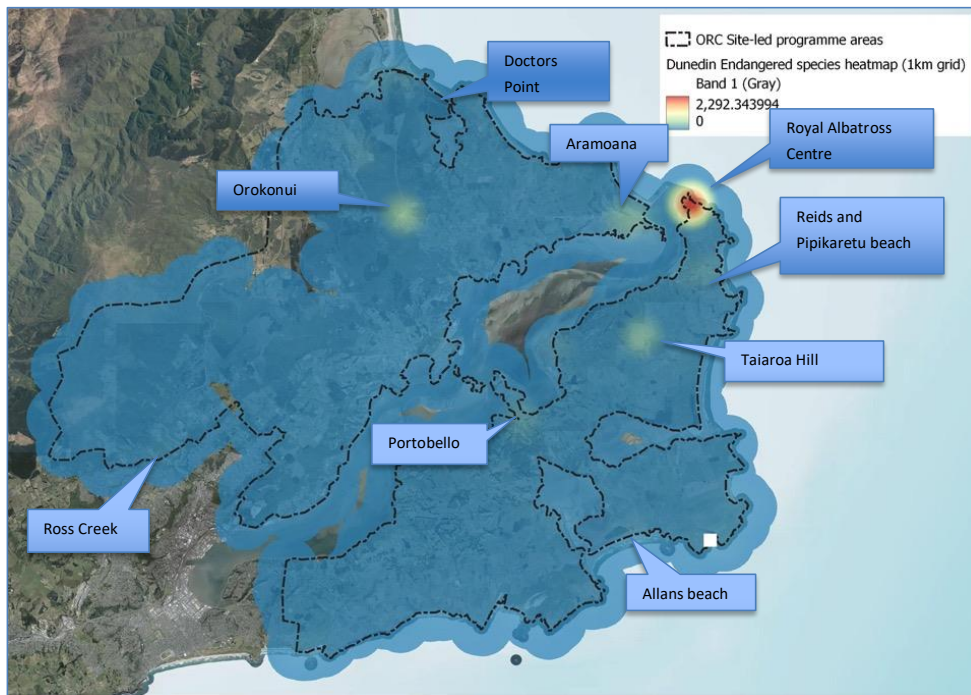 ORC Site-led programme areas
Dunedin Endangered species heatmap (1km grid)
Band 1 (Gray)
2,292.343994
0
Doctors
Point
Aramoana
Royal Albatross
Centre
Orokonui
Reids and
Pipikaretu beach
Taiaroa Hill
Portobello
Ross Creek
Allans beach